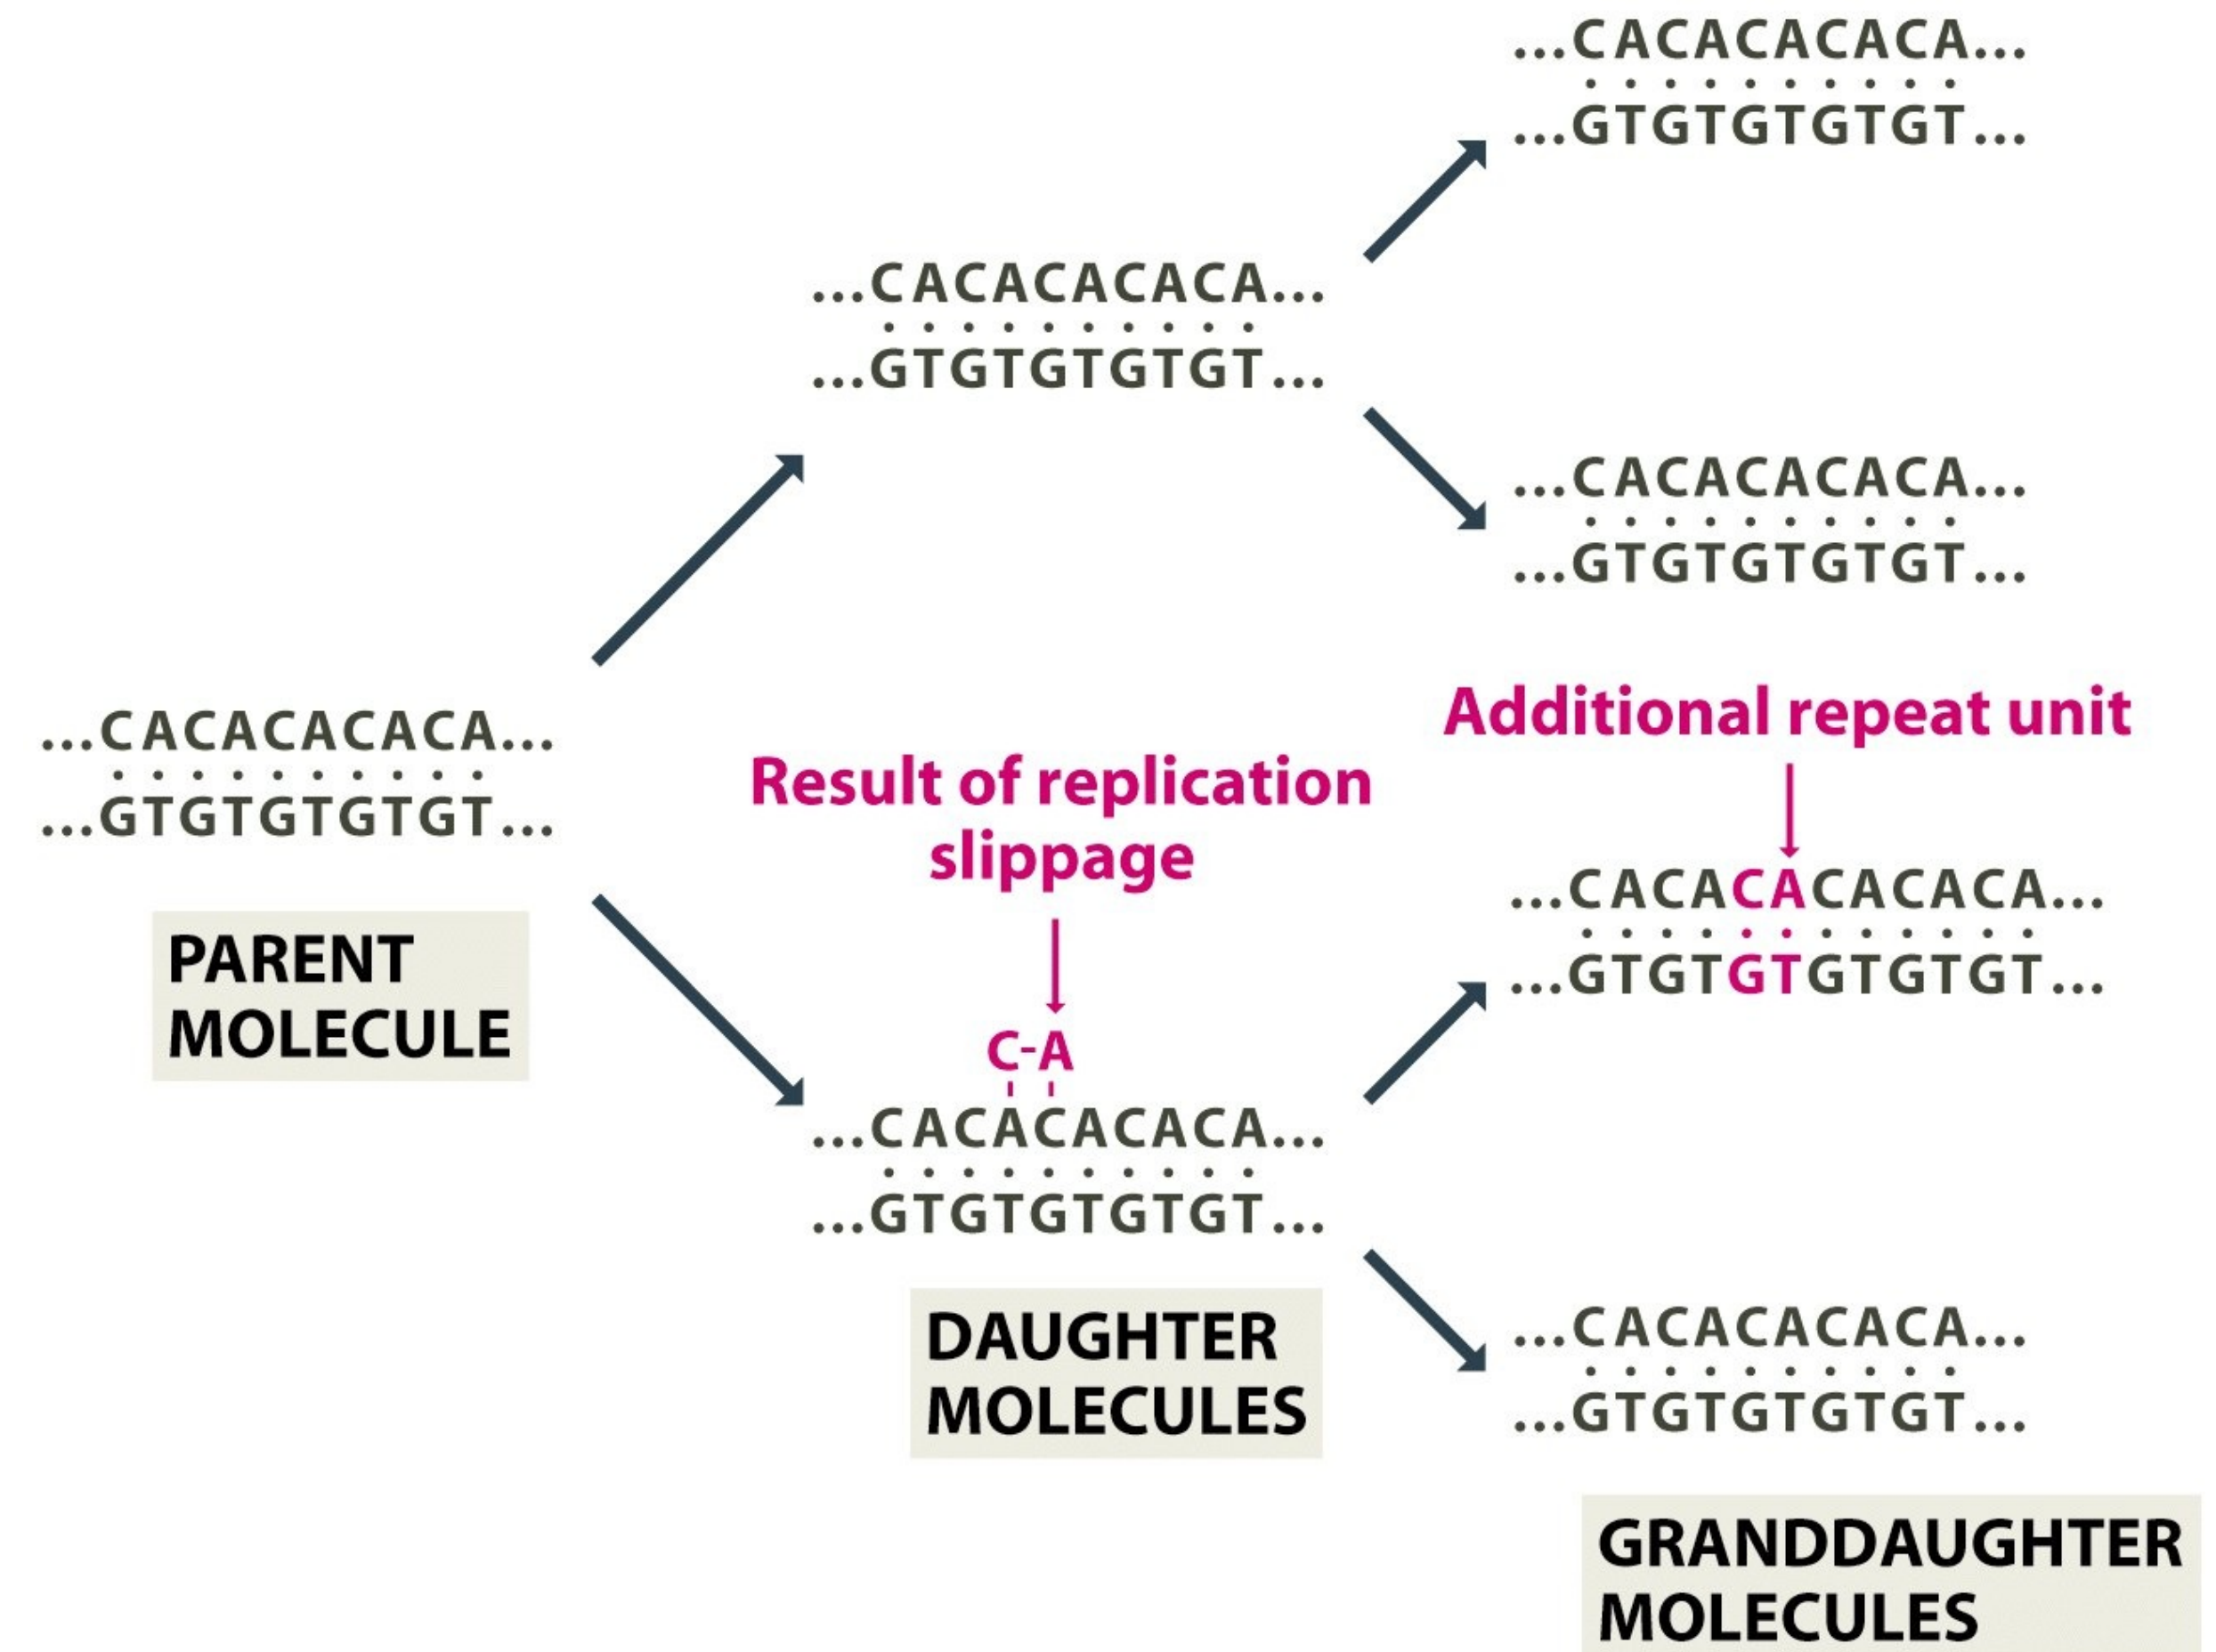 ...CACACACACA...
...GTGTGTGTGT...
PARENT
MOLECULE
...CACACACACA...
...GTGTGTGTGT...
Result of replication
slippage
C-A
...CACACACACA...
...GTGTGTGTGT...
DAUGHTER
MOLECULES
...CACACACACA...
...GTGTGTGTGT...
...CACACACACA...
...GTGTGTGTGT...
Additional repeat unit
...CACACACACACA...
...GTGTGTGTGTGT...
...CACACACACA...
...GTGTGTGTGT...
GRANDDAUGHTER
MOLECULES